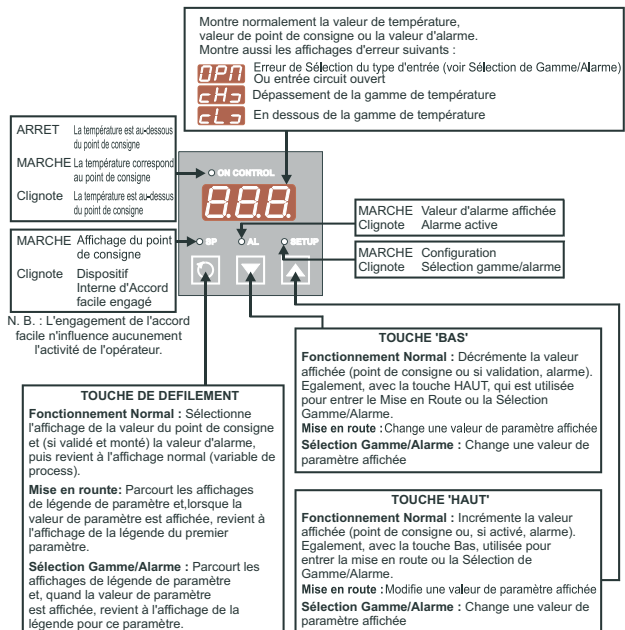 Montre normalement la valeur de température,
valeur de point de consigne ou la valeur d'alarme.
Montre aussi les affichages d'erreur suivants :
Erreur de Sélection du type d'entrée (voir Sélection de Gamme/Alarme)
Ou entrée circuit ouvert
Dépassement de la gamme de température
En dessous de la gamme de température
ARRET La température est au-dessous
du point de consigne
MARCHE La température correspond
au point de consigne
Clignote La température est au-dessus
du point de consigne
ON CONTROL
8.8.8.
SP AL SETUP
MARCHE Valeur d'alarme affichée
Clignote Alarme active
MARCHE Configuration
Clignote Sélection gamme/alarme
MARCHE Affichage du point
de consigne
Clignote Dispositif
Interne d'Accord
facile engagé
N. B. : L'engagement de l'accord
facile n'influence aucunement
l'activité de l'opérateur.
TOUCHE 'BAS'
Fonctionnement Normal : Décrémente la valeur
affichée (point de consigne ou si validation, alarme).
Egalement, avec la touche HAUT, qui est utilisée
pour entrer le Mise en Route ou la Sélection
Gamme/Alarme.
Mise en route : Change une valeur de paramètre affichée
Sélection Gamme/Alarme : Change une valeur de
paramètre affichée
TOUCHE DE DEFILEMENT
Fonctionnement Normal : Sélectionne
l'affichage de la valeur du point de consigne
et (si validé et monté) la valeur d'alarme,
puis revient à l'affichage normal (variable de
process).
Mise en rounte: Parcourt les affichages
de légende de paramètre et,lorsque la
valeur de paramètre est affichée, revient à
l'affichage de la légende du premier
paramètre.
Sélection Gamme/Alarme : Parcourt les
affichages de légende de paramètre
et, quand la valeur de paramètre
est affichée, revient à l'affichage de la
légende pour ce paramètre.
TOUCHE 'HAUT'
Fonctionnement Normal : Incrémente la valeur
affichée (point de consigne ou, si activé, alarme).
Egalement, avec la touche Bas, utilisée pour
entrer la mise en route ou la Sélection de
Gamme/Alarme.
Mise en route : Modifie une valeur de paramètre affichée
Sélection Gamme/Alarme : Change une valeur de
paramètre affichée